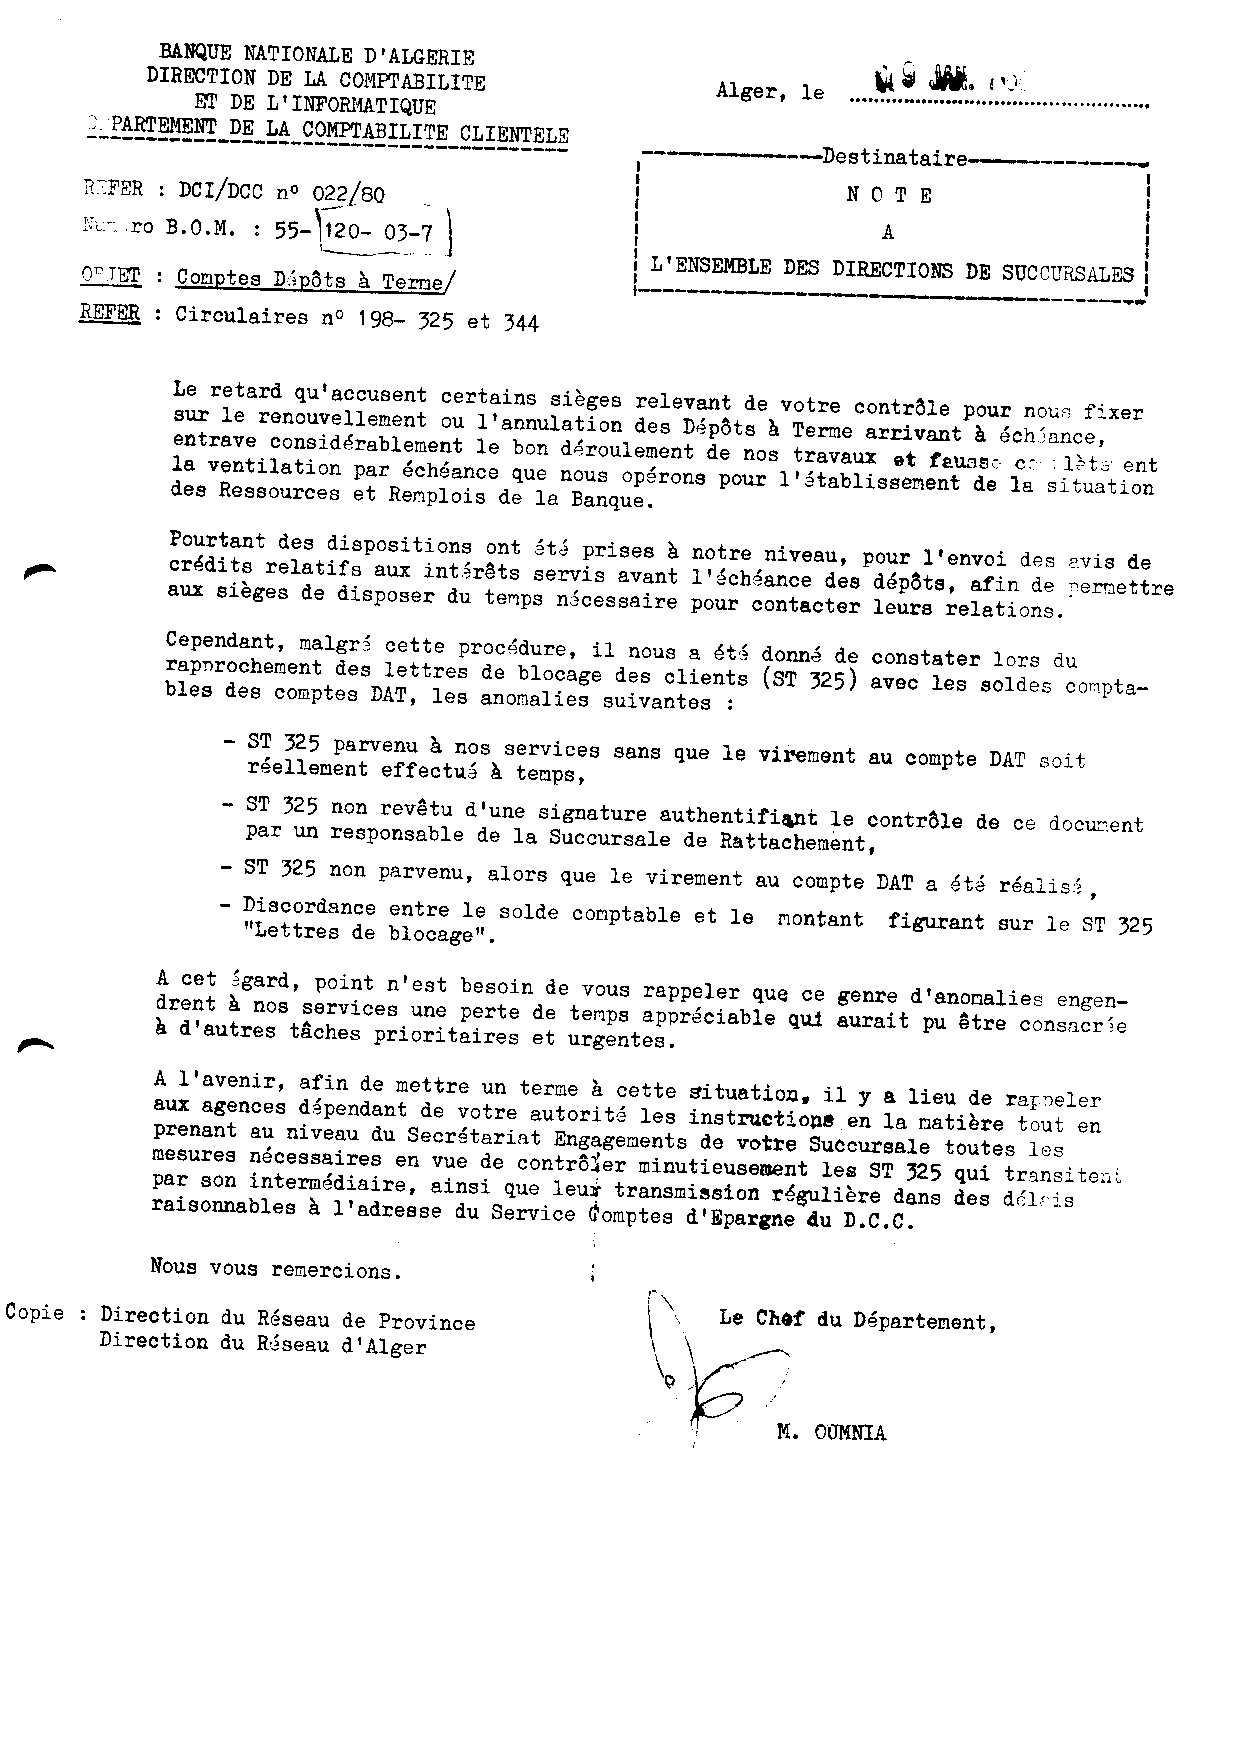 BANQUE NATIONALE D'ALGERIE
DIRECTION DE LA COMPTABILITE
ET DE L'INFORMATIQUE
DEPARTEMENT DE LA COMPTABILITE CLIENTELE
Alger, le
Destinataire
N O T E
A
L'ENSEMBLE DES DIRECTIONS DE SUCCURSALES
REFER : DCI/DCC n° 022/80
Numéro B.O.M. : 55- 120- 03-7
OBJET : Comptes Dépôts à Terme/
REFER : Circulaires n° 198- 325 et 344
Le retard qu'accusent certains sièges relevant de votre contrôle pour nous fixer
sur le renouvellement ou l'annulation des Dépôts à Terme arrivant à échéance,
entrave considérablement le bon déroulement de nos travaux et fausse complètement
la ventilation par échéance que nous opérons pour l'établissement de la situation
des Ressources et Remplois de la Banque.
Pourtant des dispositions ont été prises à notre niveau, pour l'envoi des avis de
crédits relatifs aux intérêts servis avant l'échéance des dépôts, afin de permettre
aux sièges de disposer du temps nécessaire pour contacter leurs relations.
Cependant, malgré cette procédure, il nous a été donné de constater lors du
rapprochement des lettres de blocage des clients (ST 325) avec les soldes compta-
bles des comptes DAT, les anomalies suivantes :
- ST 325 parvenu à nos services sans que le virement au compte DAT soit
réellement effectué à temps,
- ST 325 non revêtu d'une signature authentifiant le contrôle de ce document
par un responsable de la Succursale de Rattachement,
- ST 325 non parvenu, alors que le virement au compte DAT a été réalisé,
- Discordance entre le solde comptable et le montant figurant sur le ST 325
"Lettres de blocage".
A cet égard, point n'est besoin de vous rappeler que ce genre d'anomalies engen-
drent à nos services une perte de temps appréciable qui aurait pu être consacrée
à d'autres tâches prioritaires et urgentes.
A l'avenir, afin de mettre un terme à cette situation, il y a lieu de rappeler
aux agences dépendant de votre autorité les instructions en la matière tout en
prenant au niveau du Secrétariat Engagements de votre Succursale toutes les
mesures nécessaires en vue de contrôler minutieusement les ST 325 qui transitent
par son intermédiaire, ainsi que leur transmission régulière dans des délais
raisonnables à l'adresse du Service Comptes d'Epargne du D.C.C.
Nous vous remercions.
Copie : Direction du Réseau de Province
Direction du Réseau d'Alger
Le Chef du Département,
M. OUMNIA